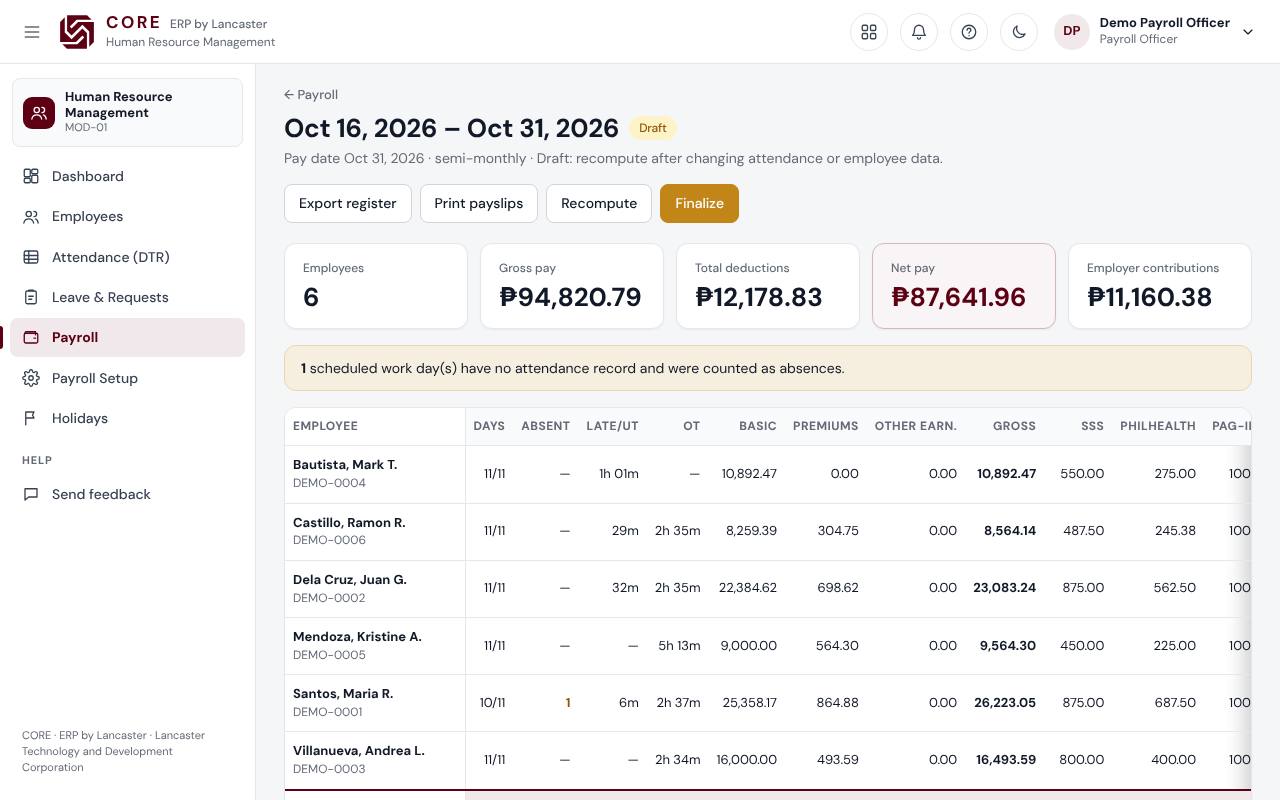 CORE ERP by Lancaster
Human Resource Management
DP
Demo Payroll Officer
Payroll Officer
Human Resource
Management
MOD-01
Dashboard
Employees
Attendance (DTR)
Leave & Requests
Payroll
Payroll Setup
Holidays
HELP
Send feedback
CORE · ERP by Lancaster · Lancaster
Technology and Development
Corporation
← Payroll
Oct 16, 2026 – Oct 31, 2026 Draft
Pay date Oct 31, 2026 · semi-monthly · Draft: recompute after changing attendance or employee data.
Export register Print payslips Recompute Finalize
Employees
6
Gross pay
₱94,820.79
Total deductions
₱12,178.83
Net pay
₱87,641.96
Employer contributions
₱11,160.38
1 scheduled work day(s) have no attendance record and were counted as absences.
EMPLOYEE DAYS ABSENT LATE/UT OT BASIC PREMIUMS OTHER EARN. GROSS SSS PHILHEALTH PAG-I
Bautista, Mark T. 11/11 — 1h 01m — 10,892.47 0.00 0.00 10,892.47 550.00 275.00 100
DEMO-0004
Castillo, Ramon R. 11/11 — 29m 2h 35m 8,259.39 304.75 0.00 8,564.14 487.50 245.38 100
DEMO-0006
Dela Cruz, Juan G. 11/11 — 32m 2h 35m 22,384.62 698.62 0.00 23,083.24 875.00 562.50 100
DEMO-0002
Mendoza, Kristine A. 11/11 — — 5h 13m 9,000.00 564.30 0.00 9,564.30 450.00 225.00 100
DEMO-0005
Santos, Maria R. 10/11 1 6m 2h 37m 25,358.17 864.88 0.00 26,223.05 875.00 687.50 100
DEMO-0001
Villanueva, Andrea L. 11/11 — — 2h 34m 16,000.00 493.59 0.00 16,493.59 800.00 400.00 100
DEMO-0003